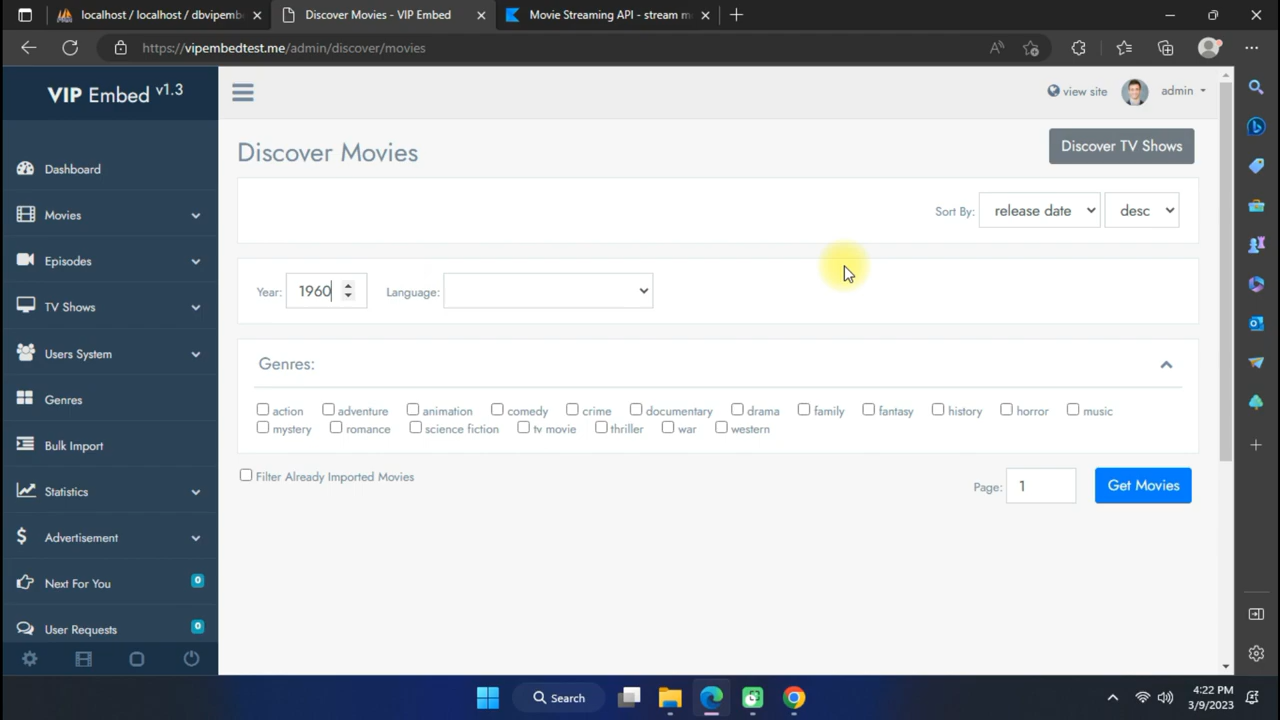 localhost / localhost / dbvipemb
Discover Movies - VIP Embed
Movie Streaming API - stream m
https://vipembedtest.me/admin/discover/movies
VIP Embed v1.3
view site
admin
Dashboard
Movies
Episodes
TV Shows
Users System
Genres
Bulk Import
Statistics
Advertisement
Next For You 0
User Requests 0
Discover Movies
Discover TV Shows
Sort By: release date desc
Year: 1960 Language:
Genres:
action adventure animation comedy crime documentary drama family fantasy history horror music
mystery romance science fiction tv movie thriller war western
Filter Already Imported Movies
Page: 1 Get Movies
Search
4:22 PM
3/9/2023